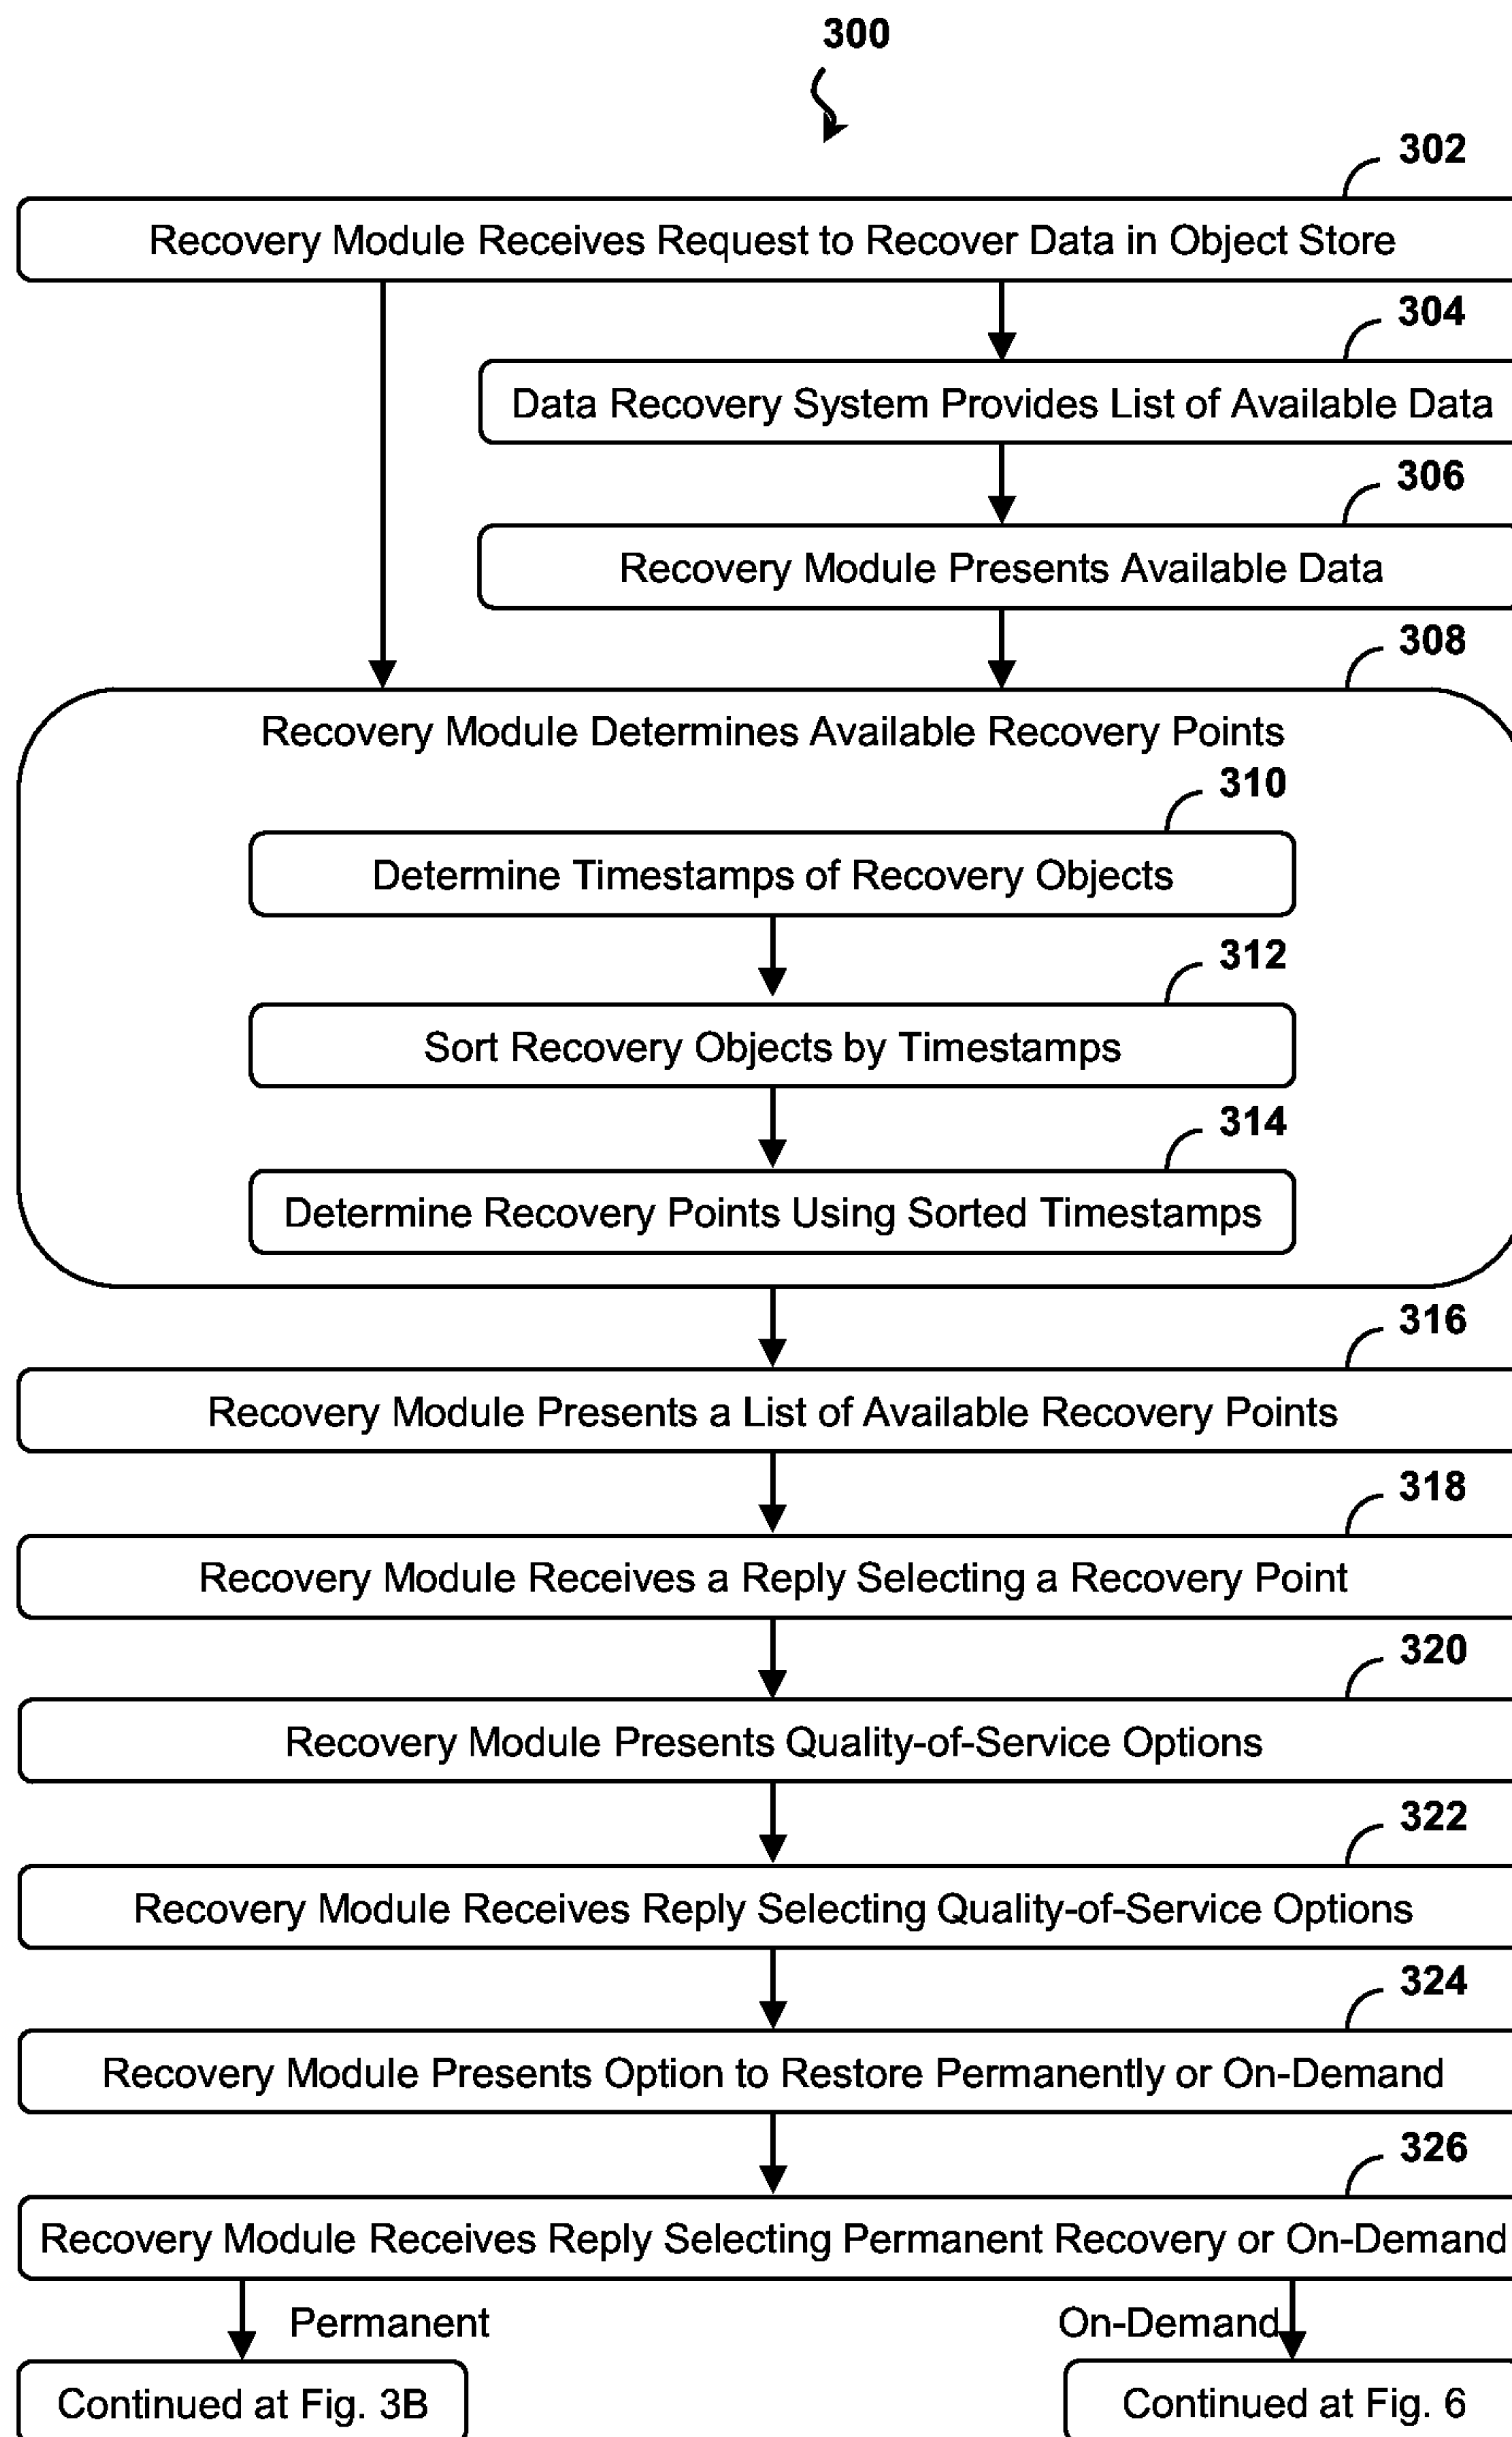 300
302
Recovery Module Receives Request to Recover Data in Object Store
304
Data Recovery System Provides List of Available Data
306
Recovery Module Presents Available Data
308
Recovery Module Determines Available Recovery Points
310
Determine Timestamps of Recovery Objects
312
Sort Recovery Objects by Timestamps
314
Determine Recovery Points Using Sorted Timestamps
316
Recovery Module Presents a List of Available Recovery Points
318
Recovery Module Receives a Reply Selecting a Recovery Point
320
Recovery Module Presents Quality-of-Service Options
322
Recovery Module Receives Reply Selecting Quality-of-Service Options
324
Recovery Module Presents Option to Restore Permanently or On-Demand
326
Recovery Module Receives Reply Selecting Permanent Recovery or On-Demand
Permanent
On-Demand
Continued at Fig. 3B
Continued at Fig. 6